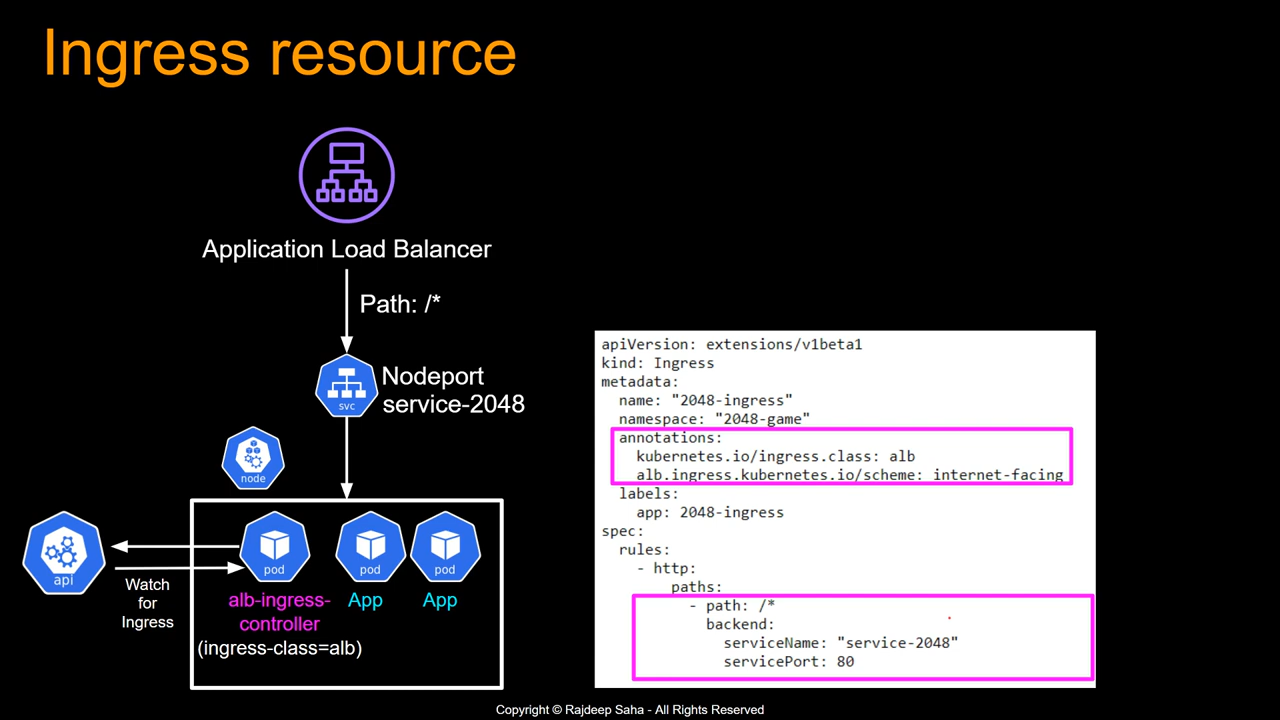 Ingress resource
Application Load Balancer
Path: /*
svc
Nodeport
service-2048
node
api
Watch
for
Ingress
pod
pod
pod
alb-ingress-
controller
(ingress-class=alb)
App
App
apiVersion: extensions/v1beta1
kind: Ingress
metadata:
  name: "2048-ingress"
  namespace: "2048-game"
  annotations:
    kubernetes.io/ingress.class: alb
    alb.ingress.kubernetes.io/scheme: internet-facing
  labels:
    app: 2048-ingress
spec:
  rules:
    - http:
        paths:
          - path: /*
            backend:
              serviceName: "service-2048"
              servicePort: 80
Copyright © Rajdeep Saha - All Rights Reserved